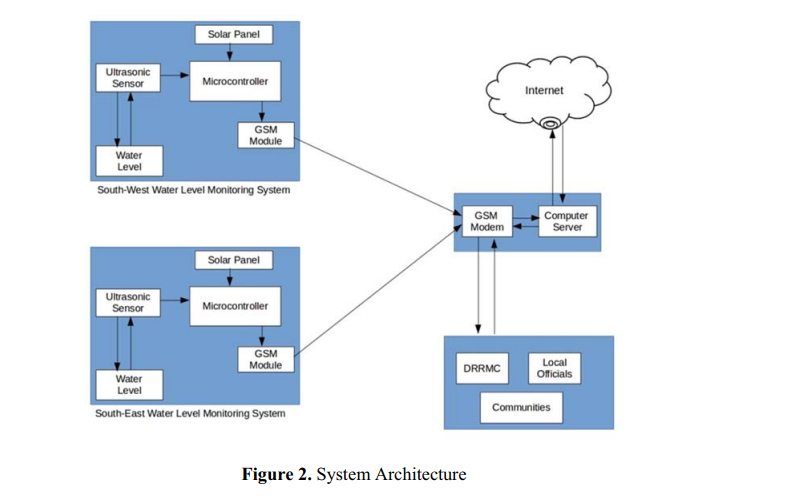 Solar Panel
Ultrasonic
Sensor
Microcontroller
GSM
Module
Water
Level
South-West Water Level Monitoring System
Internet
GSM
Modem
Computer
Server
Solar Panel
Ultrasonic
Sensor
Microcontroller
GSM
Module
Water
Level
South-East Water Level Monitoring System
DRRMC
Local
Officials
Communities
Figure 2. System Architecture